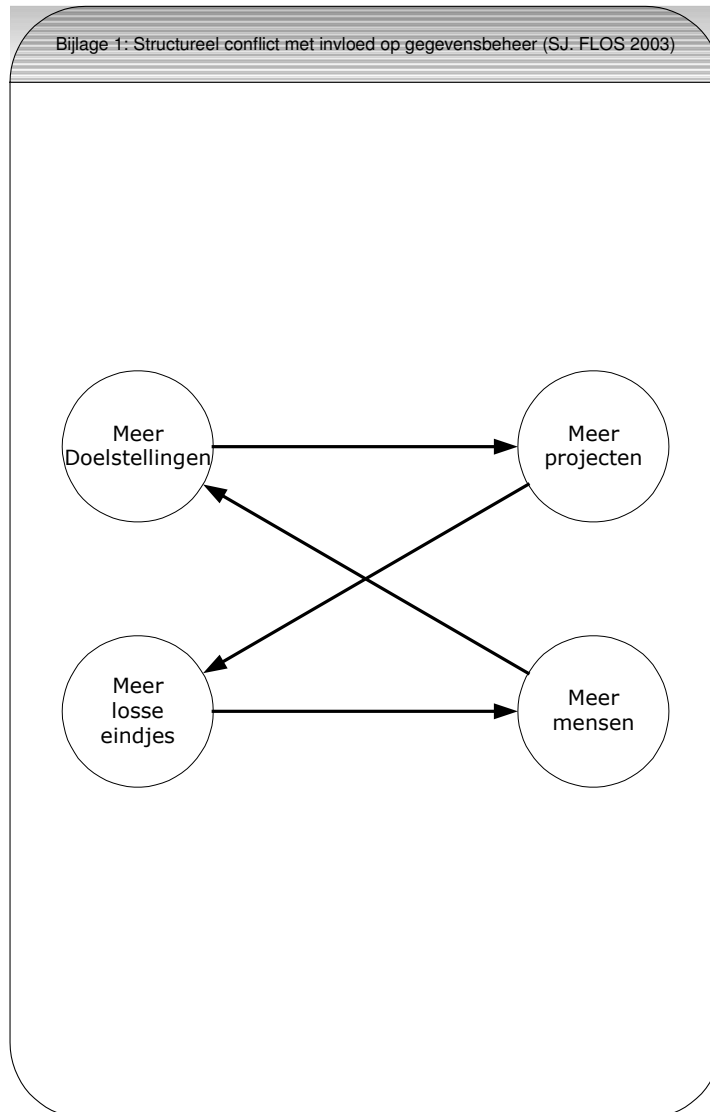 Bijlage 1: Structureel conflict met invloed op gegevensbeheer (SJ. FLOS 2003)
Meer
Doelstellingen
Meer
projecten
Meer
losse
eindjes
Meer
mensen